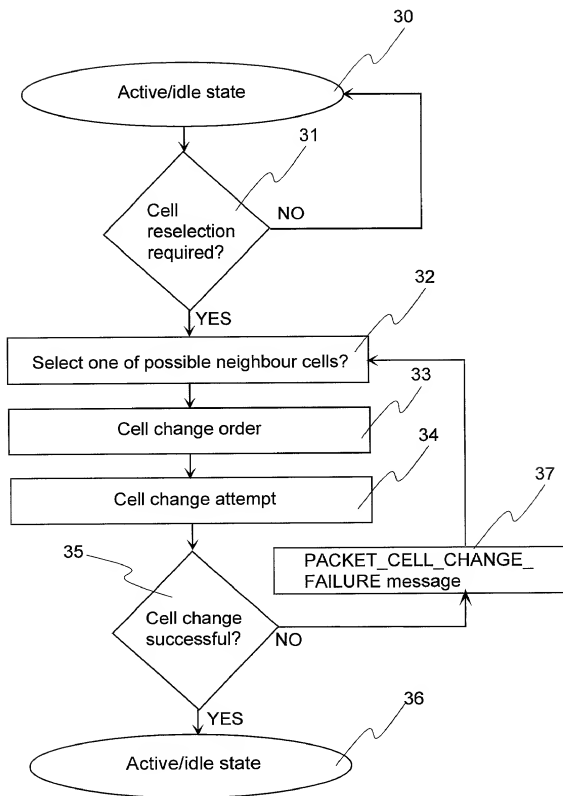 30
Active/idle state
31
Cell
reselection
required?
NO
YES
32
Select one of possible neighbour cells?
33
Cell change order
34
Cell change attempt
37
PACKET_CELL_CHANGE_
FAILURE message
35
Cell change
successful?
NO
YES
36
Active/idle state